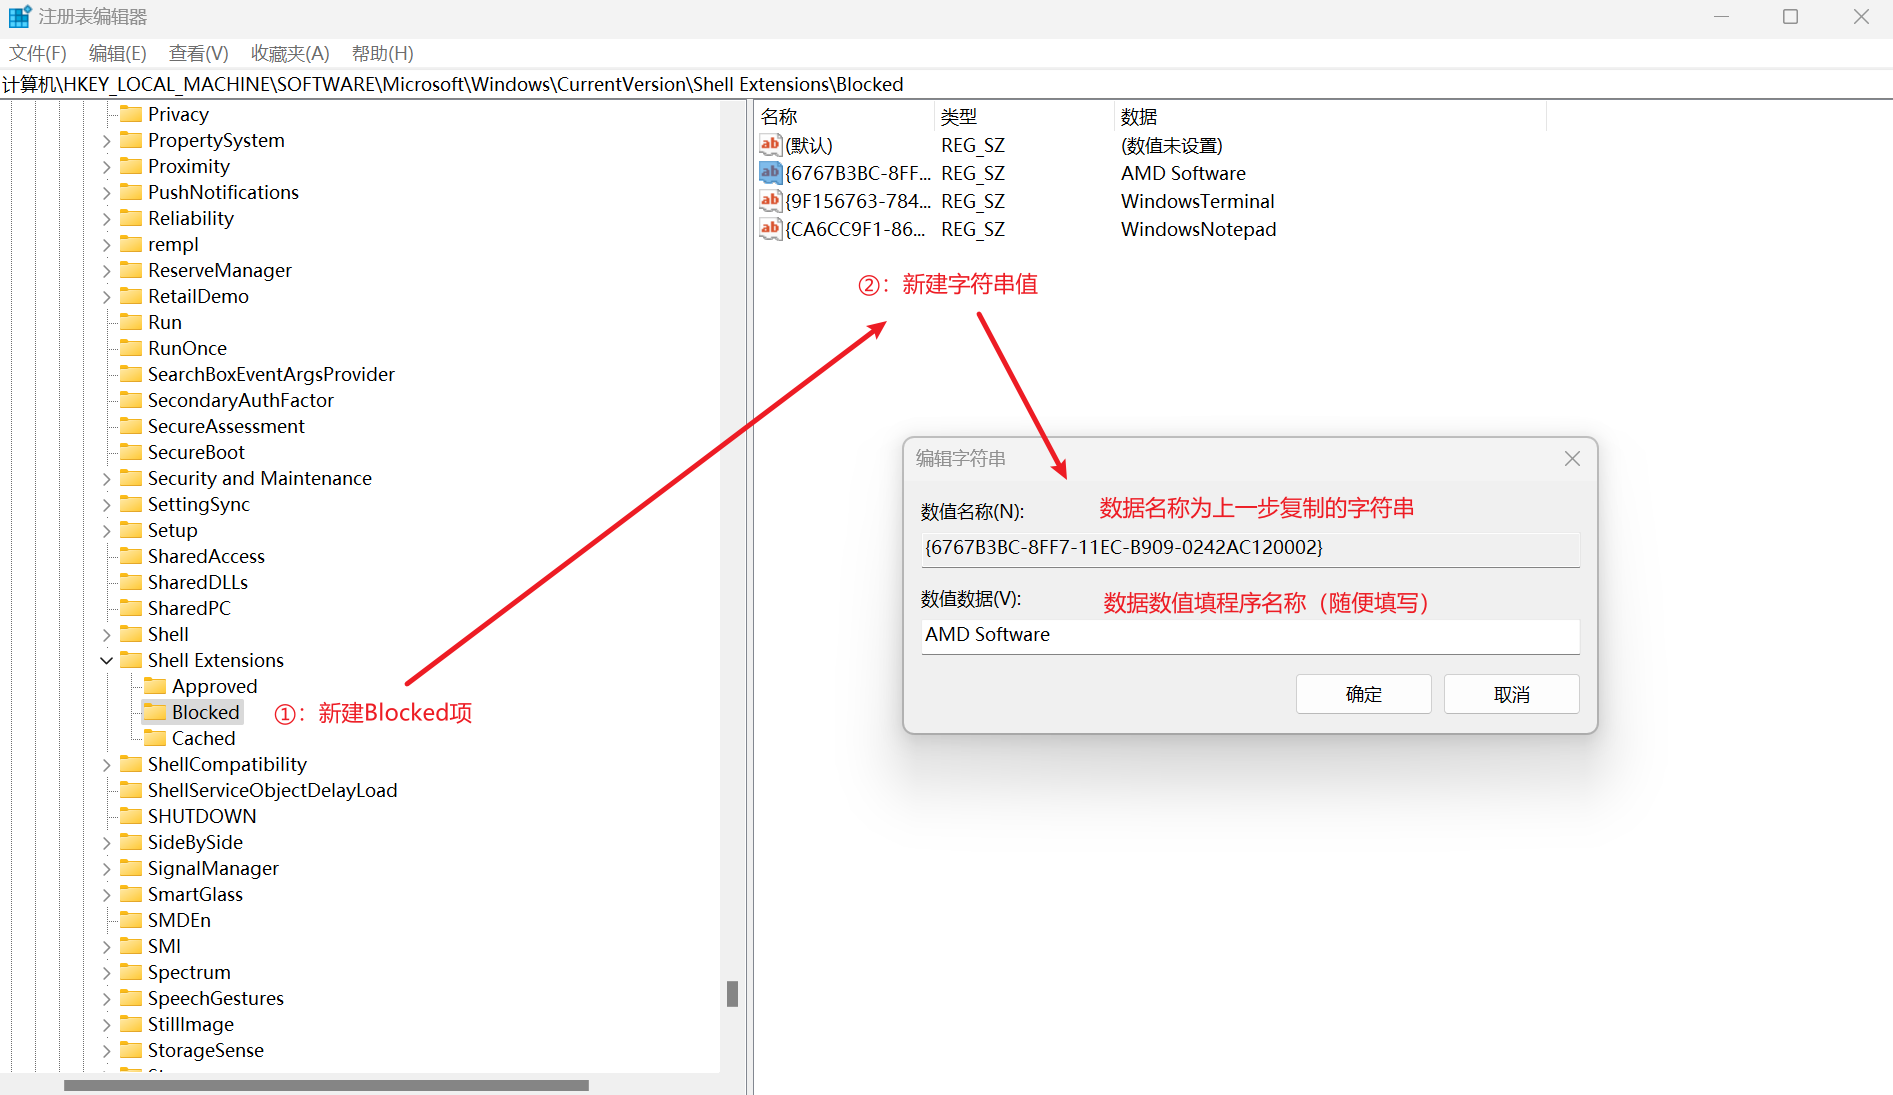 注册表编辑器
文件(F) 编辑(E) 查看(V) 收藏夹(A) 帮助(H)
计算机\HKEY_LOCAL_MACHINE\SOFTWARE\Microsoft\Windows\CurrentVersion\Shell Extensions\Blocked
Privacy
PropertySystem
Proximity
PushNotifications
Reliability
rempl
ReserveManager
RetailDemo
Run
RunOnce
SearchBoxEventArgsProvider
SecondaryAuthFactor
SecureAssessment
SecureBoot
Security and Maintenance
SettingSync
Setup
SharedAccess
SharedDLLs
SharedPC
Shell
Shell Extensions
Approved
Blocked
①：新建Blocked项
Cached
ShellCompatibility
ShellServiceObjectDelayLoad
SHUTDOWN
SideBySide
SignalManager
SmartGlass
SMDEn
SMI
Spectrum
SpeechGestures
StillImage
StorageSense
名称 类型 数据
(默认) REG_SZ (数值未设置)
{6767B3BC-8FF... REG_SZ AMD Software
{9F156763-784... REG_SZ WindowsTerminal
{CA6CC9F1-86... REG_SZ WindowsNotepad
②：新建字符串值
编辑字符串
数值名称(N):
数据名称为上一步复制的字符串
{6767B3BC-8FF7-11EC-B909-0242AC120002}
数值数据(V):
数据数值填程序名称（随便填写）
AMD Software
确定 取消